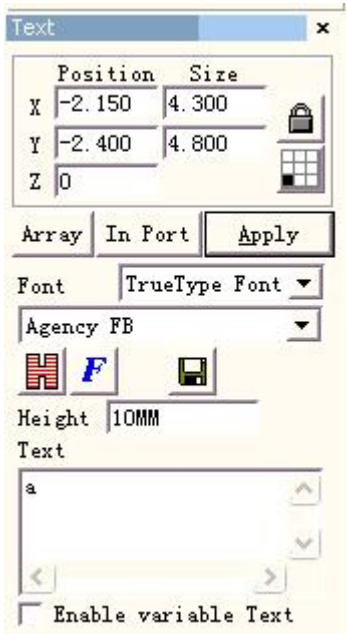 Text
Position Size
X -2.150 4.300
Y -2.400 4.800
Z 0
Array In Port Apply
Font TrueType Font
Agency FB
H F
Height 10MM
Text
a
Enable variable Text